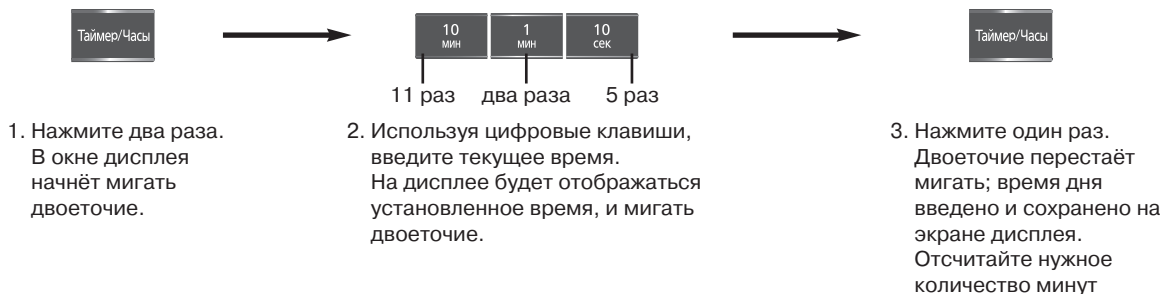 Таймер/Часы
10
мин
1
мин
10
сек
Таймер/Часы
11 раз два раза 5 раз
1. Нажмите два раза.
В окне дисплея
начнёт мигать
двоеточие.
2. Используя цифровые клавиши,
введите текущее время.
На дисплее будет отображаться
установленное время, и мигать
двоеточие.
3. Нажмите один раз.
Двоеточие перестаёт
мигать; время дня
введено и сохранено на
экране дисплея.
Отсчитайте нужное
количество минут